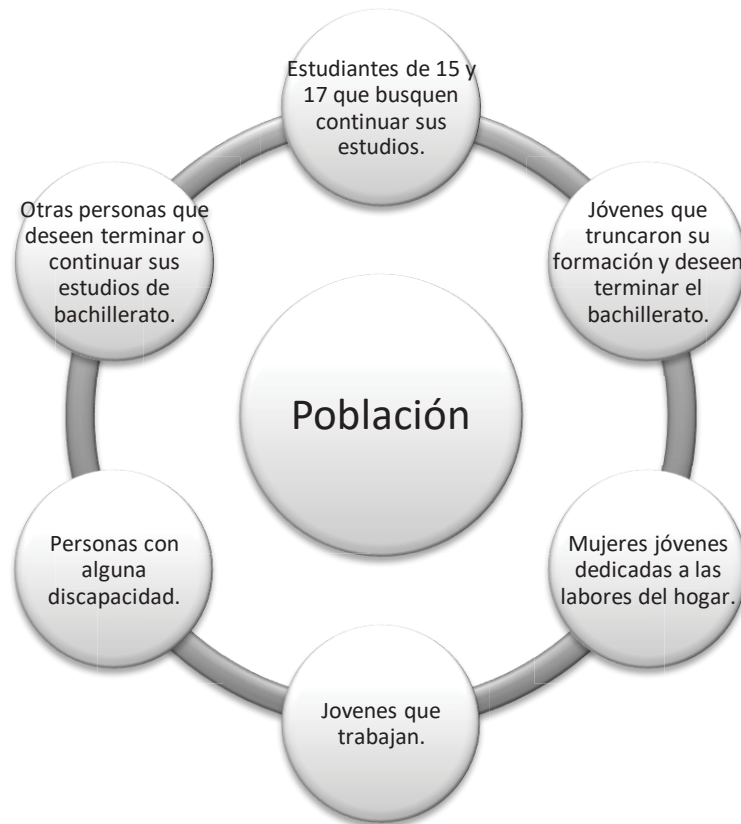 Estudiantes de 15 y
17 que busquen
continuar sus
estudios.
Jóvenes que
truncaron su
formación y deseen
terminar el
bachillerato.
Mujeres jóvenes
dedicadas a las
labores del hogar.
Jovenes que
trabajan.
Personas con
alguna
discapacidad.
Otras personas que
deseen terminar o
continuar sus
estudios de
bachillerato.
Población